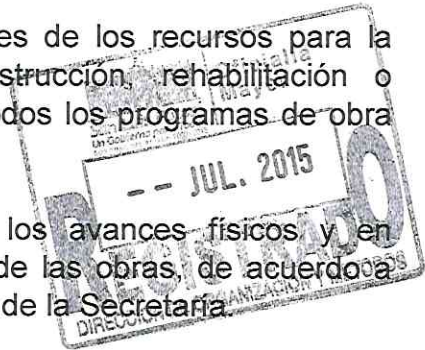 es de los recursos para la
strucción, rehabilitación o
dos los programas de obra
-- JUL. 2015
los avances físicos y en
de las obras, de acuerdo a
de la Secretaría.
REGISTRADO